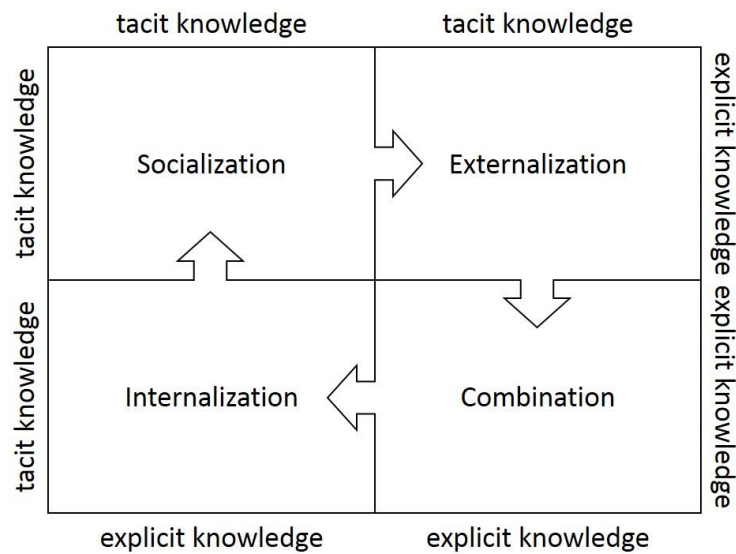 tacit knowledge
tacit knowledge
tacit knowledge
Socialization
Externalization
explicit knowledge
tacit knowledge
Internalization
Combination
explicit knowledge
explicit knowledge
explicit knowledge